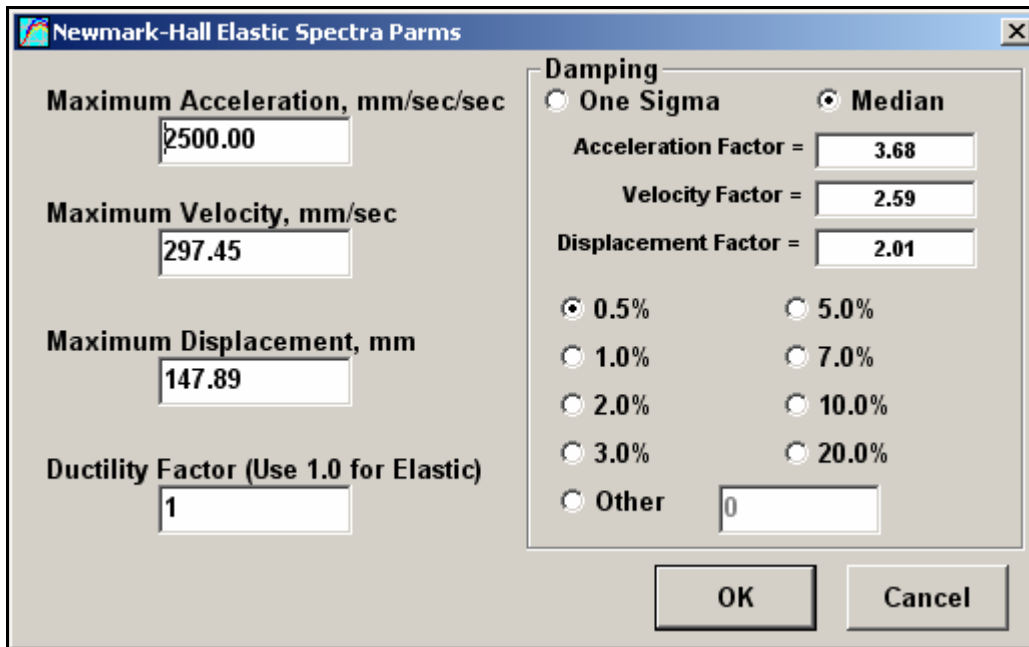 Newmark-Hall Elastic Spectra Parms
Maximum Acceleration, mm/sec/sec
2500.00
Maximum Velocity, mm/sec
297.45
Maximum Displacement, mm
147.89
Ductility Factor (Use 1.0 for Elastic)
1
Damping
One Sigma
Median
Acceleration Factor =
3.68
Velocity Factor =
2.59
Displacement Factor =
2.01
0.5%
5.0%
1.0%
7.0%
2.0%
10.0%
3.0%
20.0%
Other
0
OK
Cancel